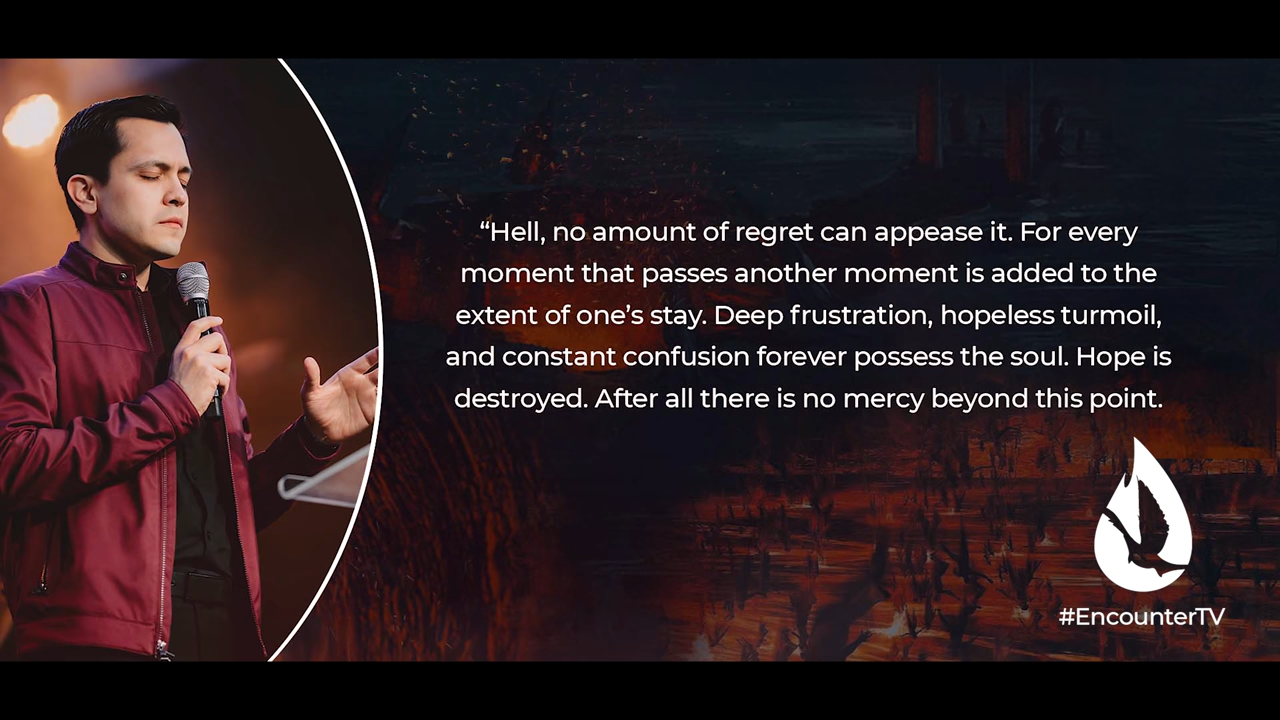 “Hell, no amount of regret can appease it. For every
moment that passes another moment is added to the
extent of one’s stay. Deep frustration, hopeless turmoil,
and constant confusion forever possess the soul. Hope is
destroyed. After all there is no mercy beyond this point.
#EncounterTV